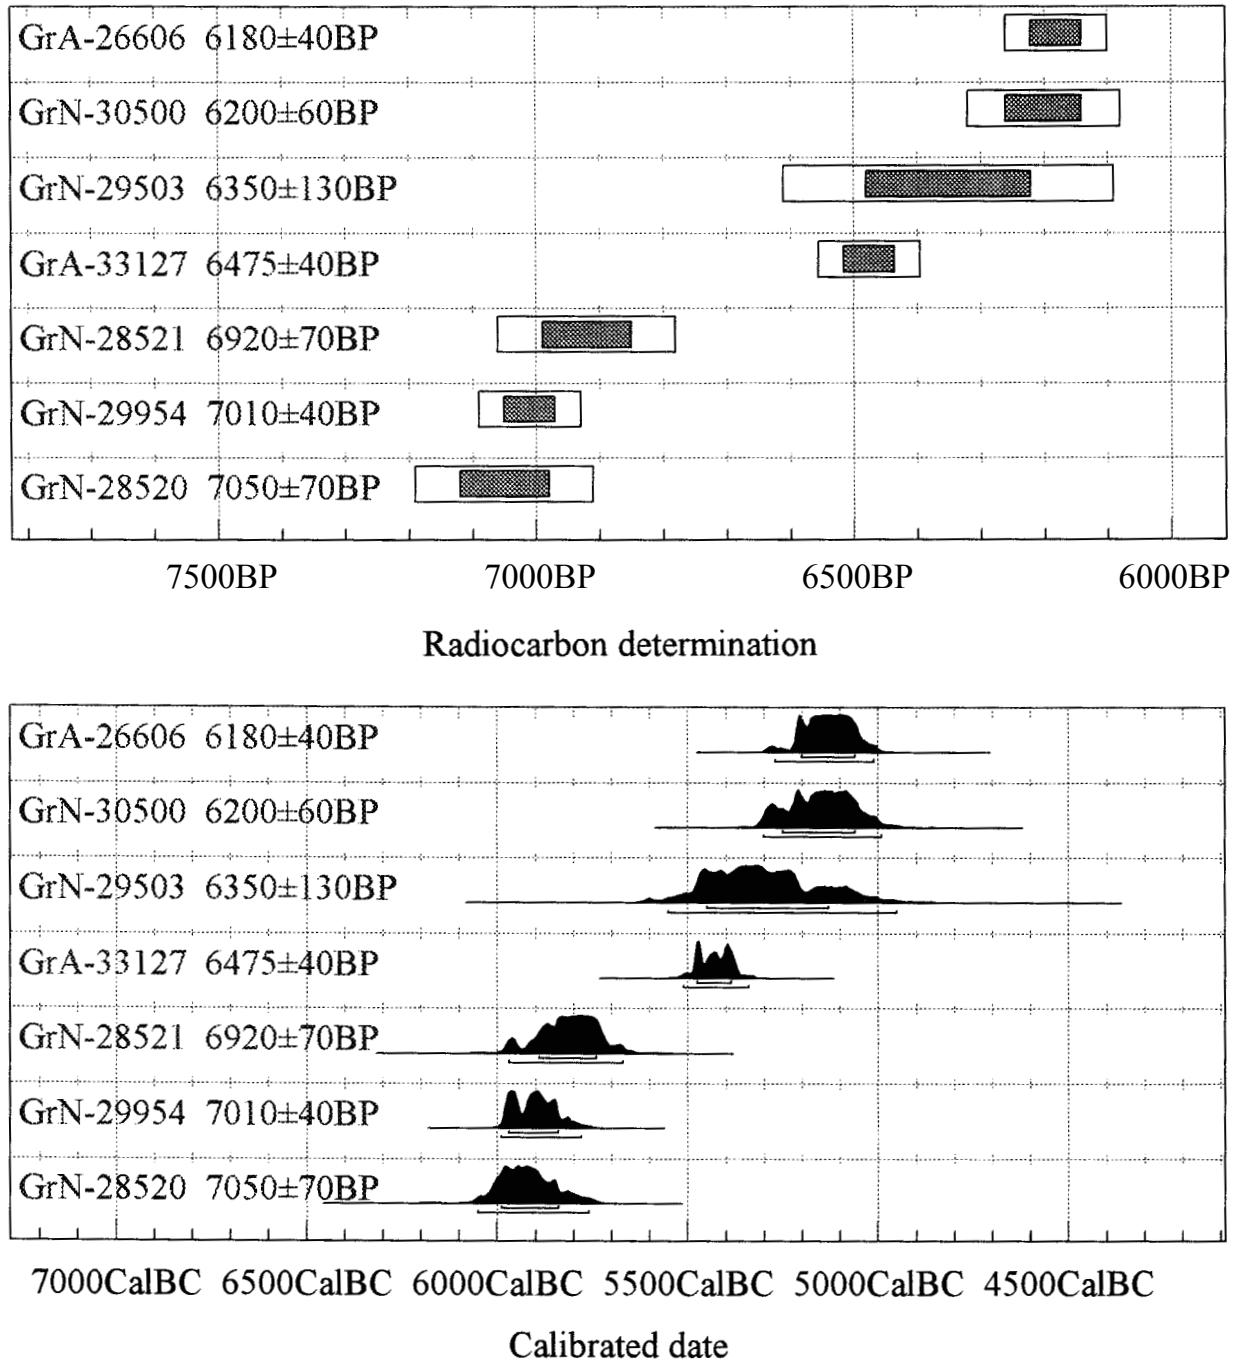 GrA-26606 6180±40BP
GrN-30500 6200±60BP
GrN-29503 6350±130BP
GrA-33127 6475±40BP
GrN-28521 6920±70BP
GrN-29954 7010±40BP
GrN-28520 7050±70BP
7500BP 7000BP 6500BP 6000BP
Radiocarbon determination
GrA-26606 6180±40BP
GrN-30500 6200±60BP
GrN-29503 6350±130BP
GrA-33127 6475±40BP
GrN-28521 6920±70BP
GrN-29954 7010±40BP
GrN-28520 7050±70BP
7000CalBC 6500CalBC 6000CalBC 5500CalBC 5000CalBC 4500CalBC
Calibrated date